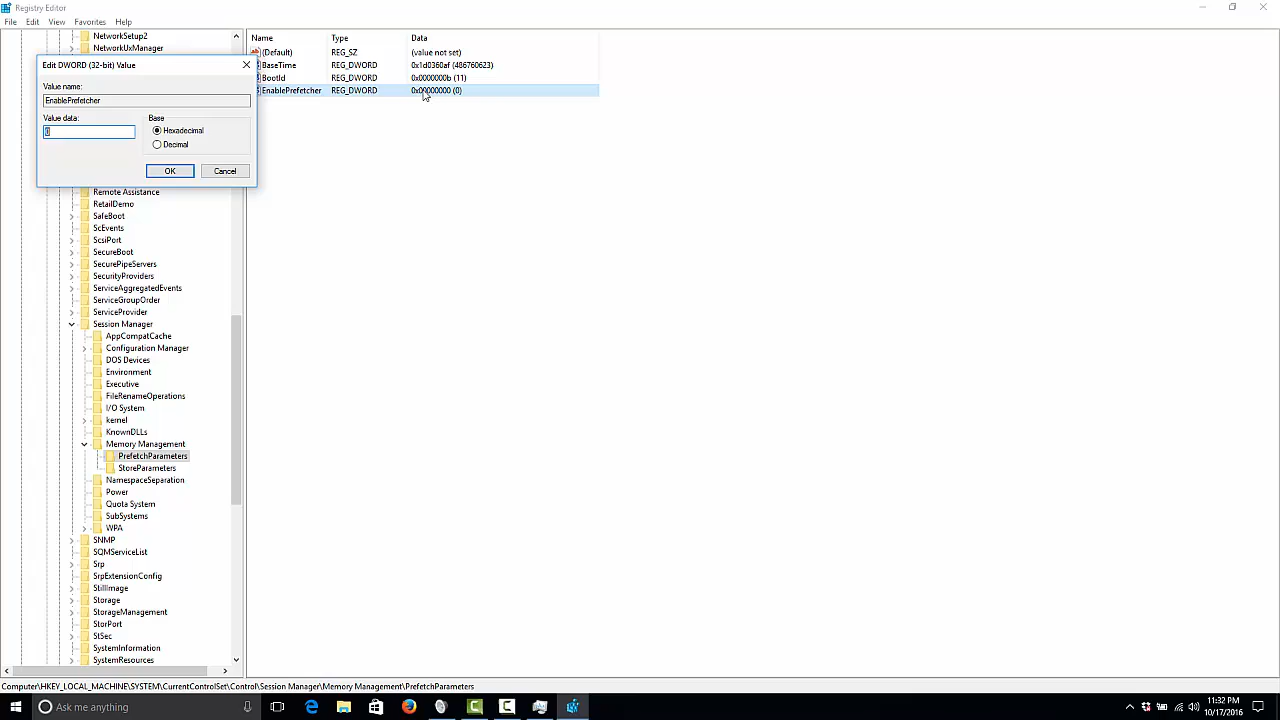 Registry Editor
File Edit View Favorites Help
NetworkSetup2
NetworkUxManager
Edit DWORD (32-bit) Value
Value name:
EnablePrefetcher
Value data:
0
Base
Hexadecimal
Decimal
OK Cancel
Remote Assistance
RetailDemo
SafeBoot
ScEvents
ScsiPort
SecureBoot
SecurePipeServers
SecurityProviders
ServiceAggregatedEvents
ServiceGroupOrder
ServiceProvider
Session Manager
AppCompatCache
Configuration Manager
DOS Devices
Environment
Executive
FileRenameOperations
I/O System
kernel
KnownDLLs
Memory Management
PrefetchParameters
StoreParameters
NamespaceSeparation
Power
Quota System
SubSystems
WPA
SNMP
SQMServiceList
Srp
SrpExtensionConfig
StillImage
Storage
StorageManagement
StorPort
StSec
SystemInformation
SystemResources
Name Type Data
(Default) REG_SZ (value not set)
BaseTime REG_DWORD 0x1d0360af (486760623)
BootId REG_DWORD 0x0000000b (11)
EnablePrefetcher REG_DWORD 0x00000000 (0)
Computer\HKEY_LOCAL_MACHINE\SYSTEM\CurrentControlSet\Control\Session Manager\Memory Management\PrefetchParameters
Ask me anything
11:32 PM
10/17/2016